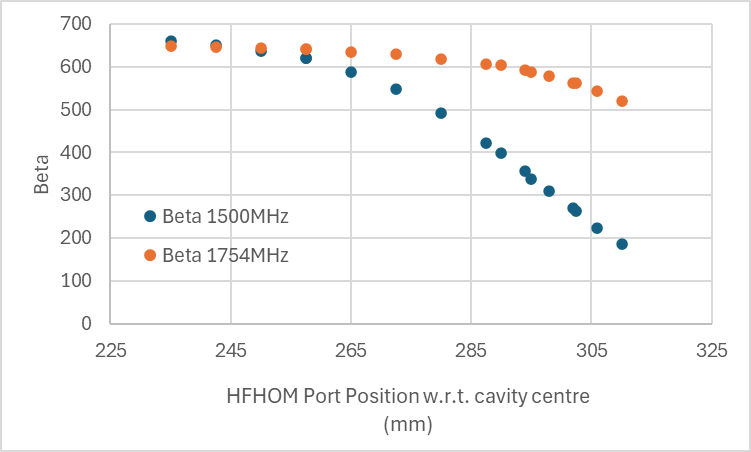 700
600
500
400
300
200
100
0
Beta
Beta 1500MHz
Beta 1754MHz
225 245 265 285 305 325
HFHOM Port Position w.r.t. cavity centre
(mm)